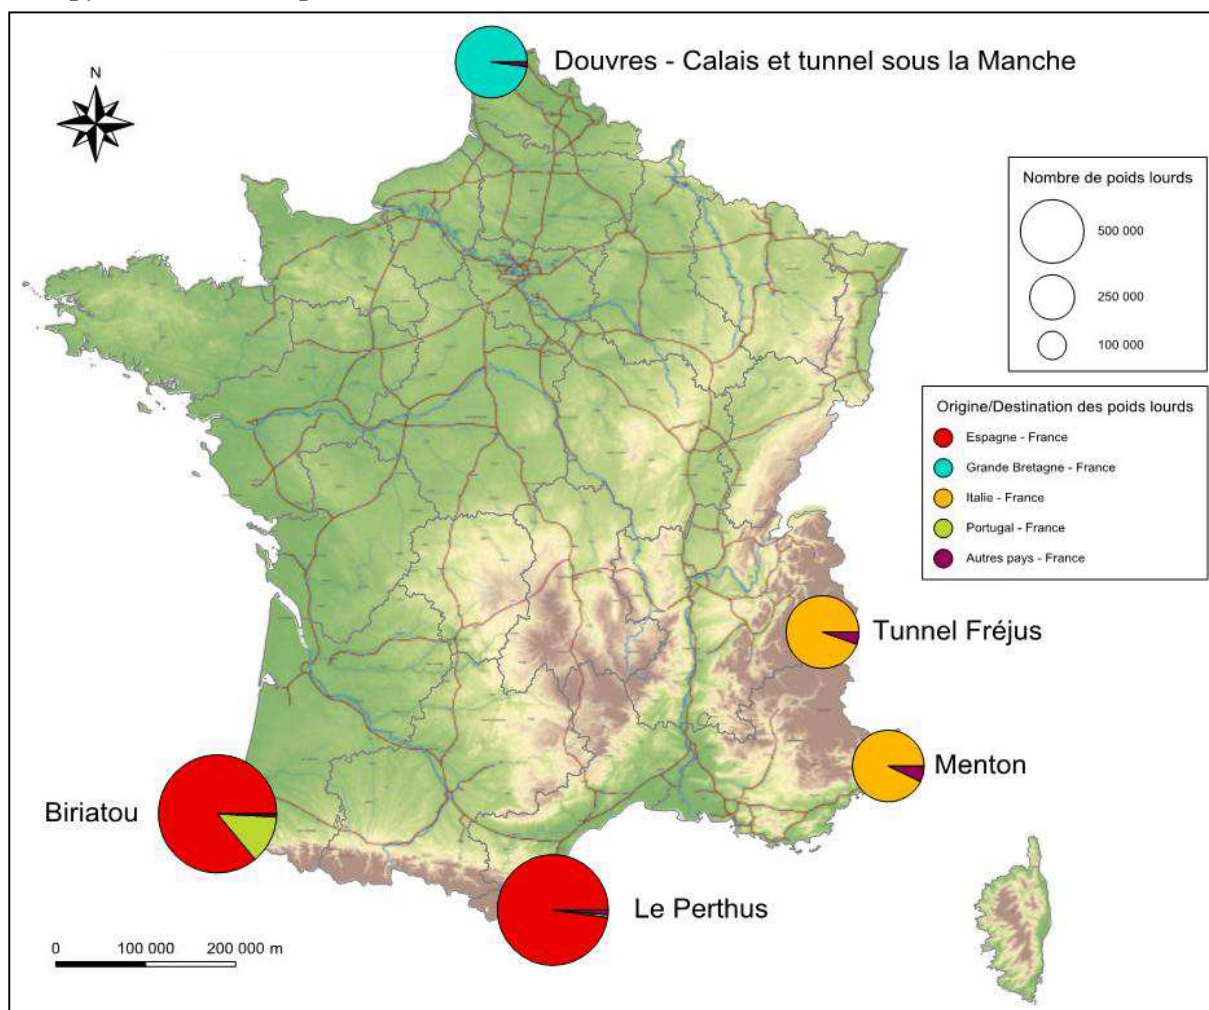 Douvres - Calais et tunnel sous la Manche
N
Nombre de poids lourds
500 000
250 000
100 000
Origine/Destination des poids lourds
Espagne - France
Grande Bretagne - France
Italie - France
Portugal - France
Autres pays - France
Tunnel Fréjus
Menton
Biriatou
Le Perthus
0 100 000 200 000 m